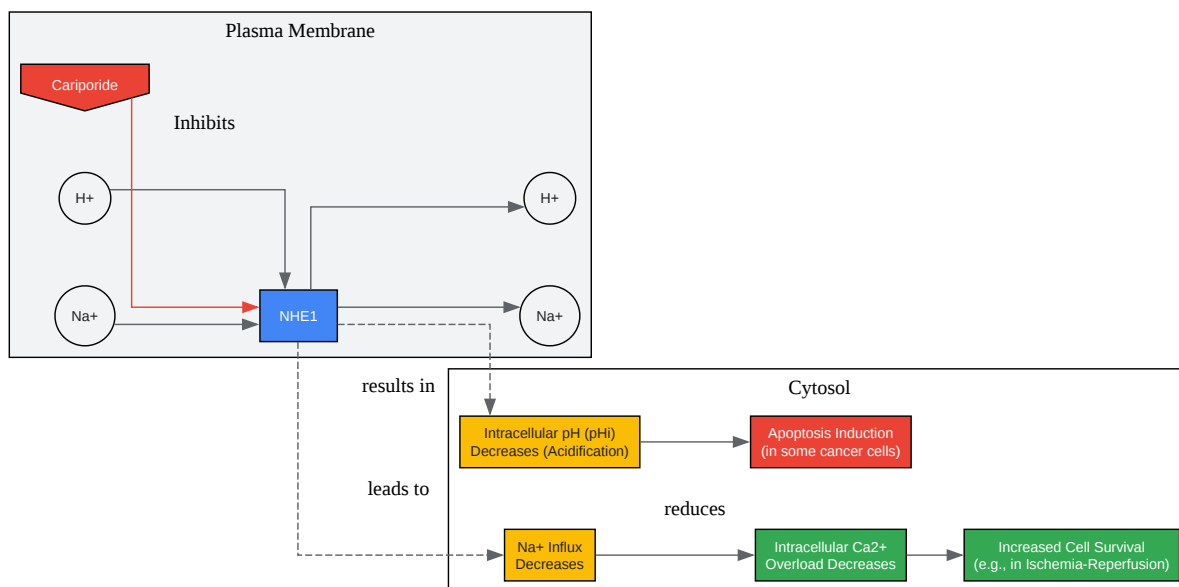 Plasma Membrane
Cariporide
Inhibits
H+
H+
Na+
NHE1
Na+
results in
Cytosol
Intracellular pH (pHi)
Decreases (Acidification)
Apoptosis Induction
(in some cancer cells)
leads to
reduces
Na+ Influx
Decreases
Intracellular Ca2+
Overload Decreases
Increased Cell Survival
(e.g., in Ischemia-Reperfusion)